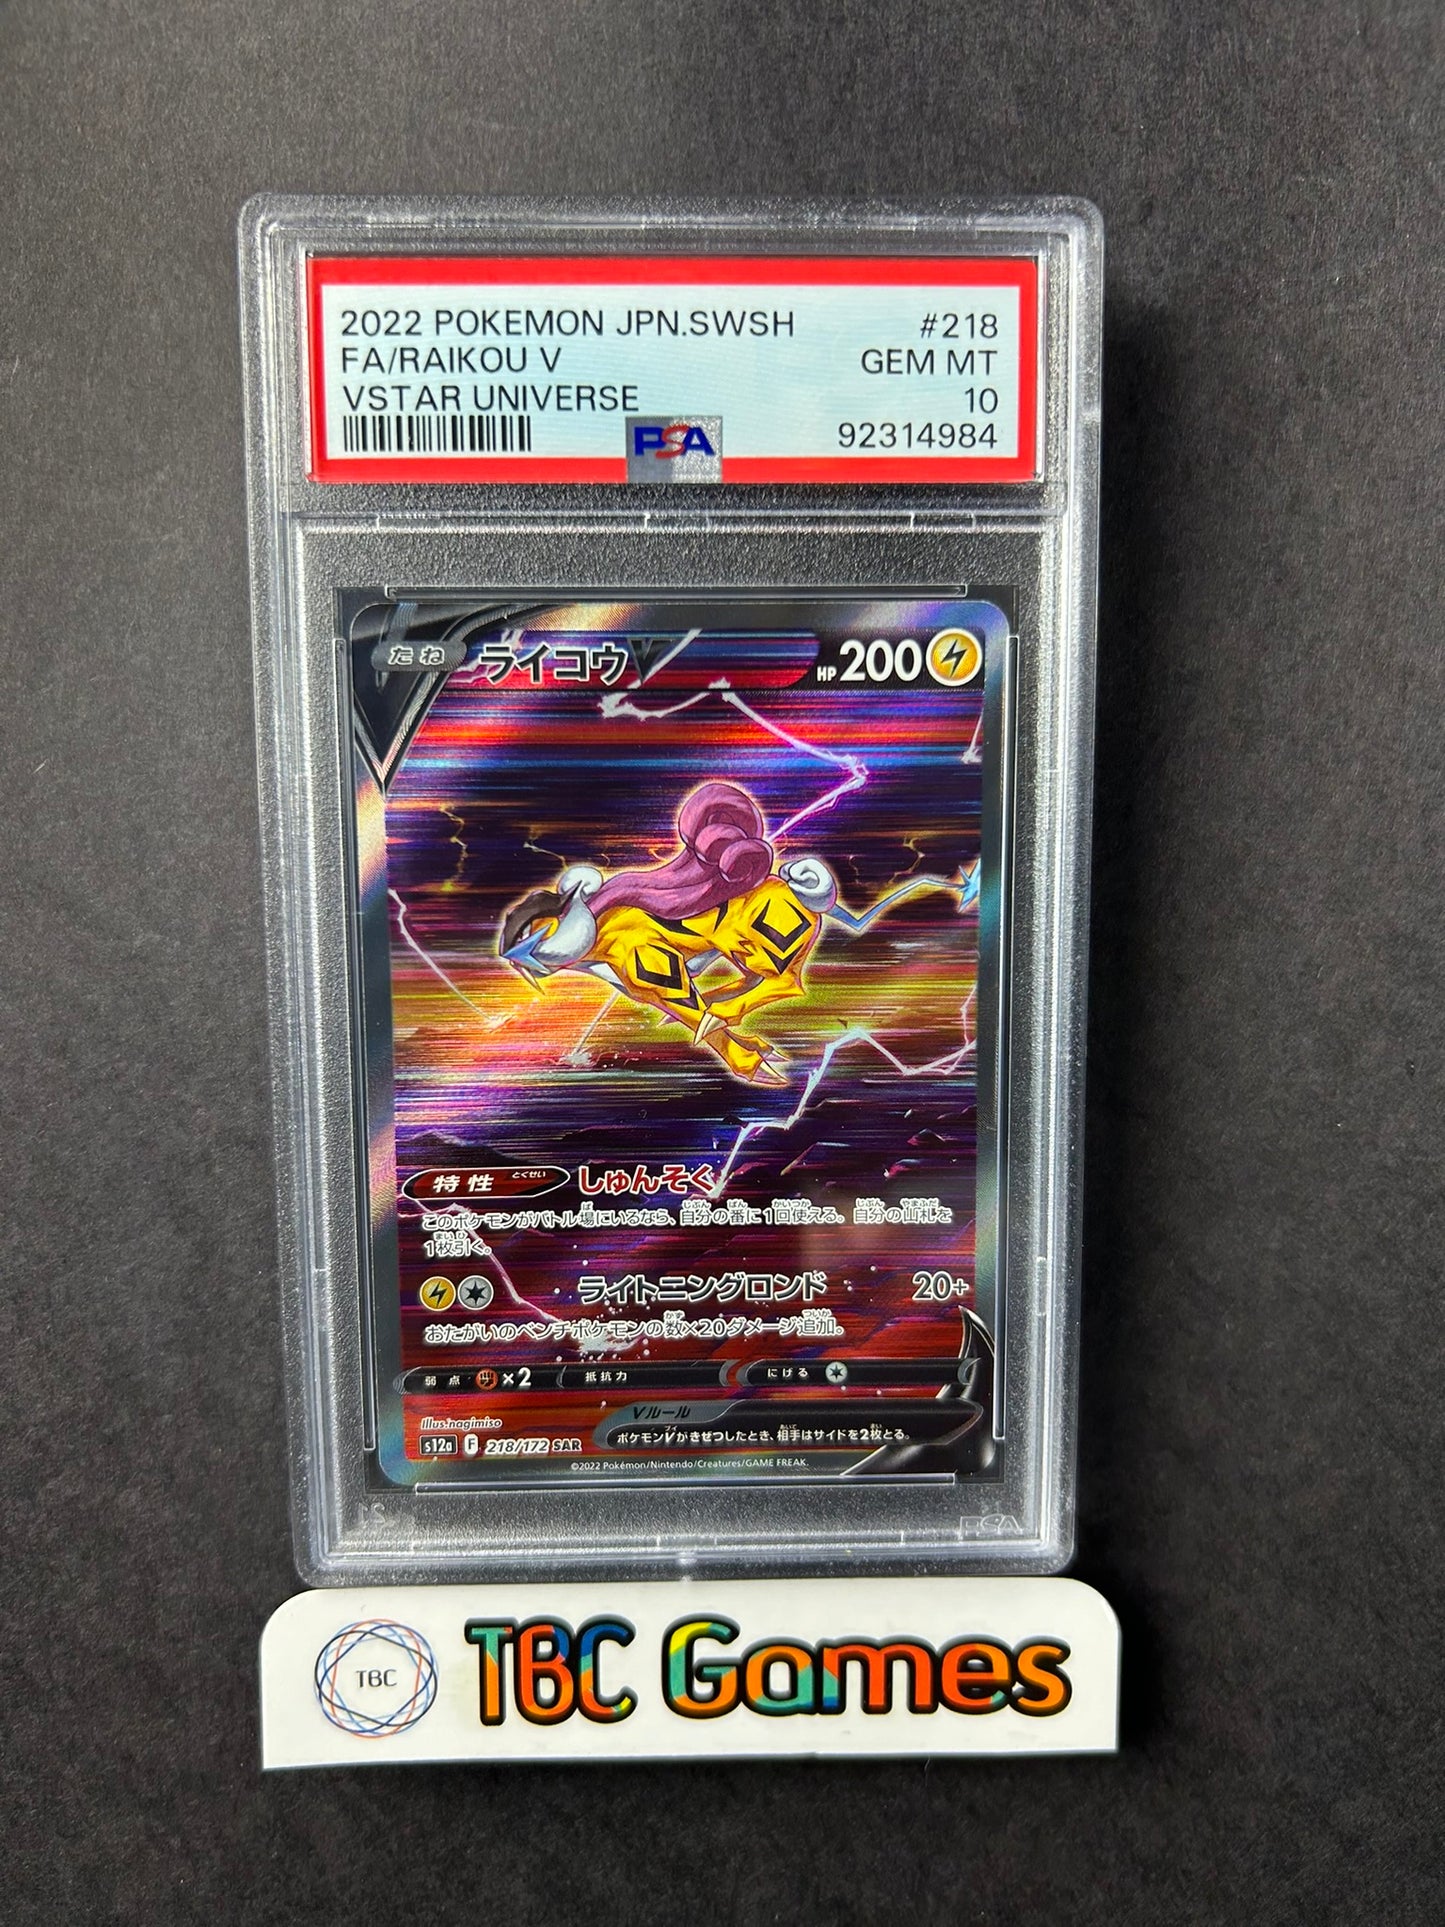 2022 POKEMON JPN.SWSH #218
FA/RAIKOU V GEM MT
VSTAR UNIVERSE 10
PSA 92314984
たね ライコウV HP200
特性 とくせい しゅんそく
このポケモンがバトル場にいるなら、自分の番に1回使える。自分の山札を
1枚引く。
ライトニングロンド 20+
おたがいのベンチポケモンの数×20ダメージ追加。
弱点 ×2 抵抗力 にげる
Illus.nagimiso
Vルール
ポケモンVがきぜつしたとき、相手はサイドを2枚とる。
s12a F 218/172 SAR
©2022 Pokémon/Nintendo/Creatures/GAME FREAK.
PSA
TBC TBC Games